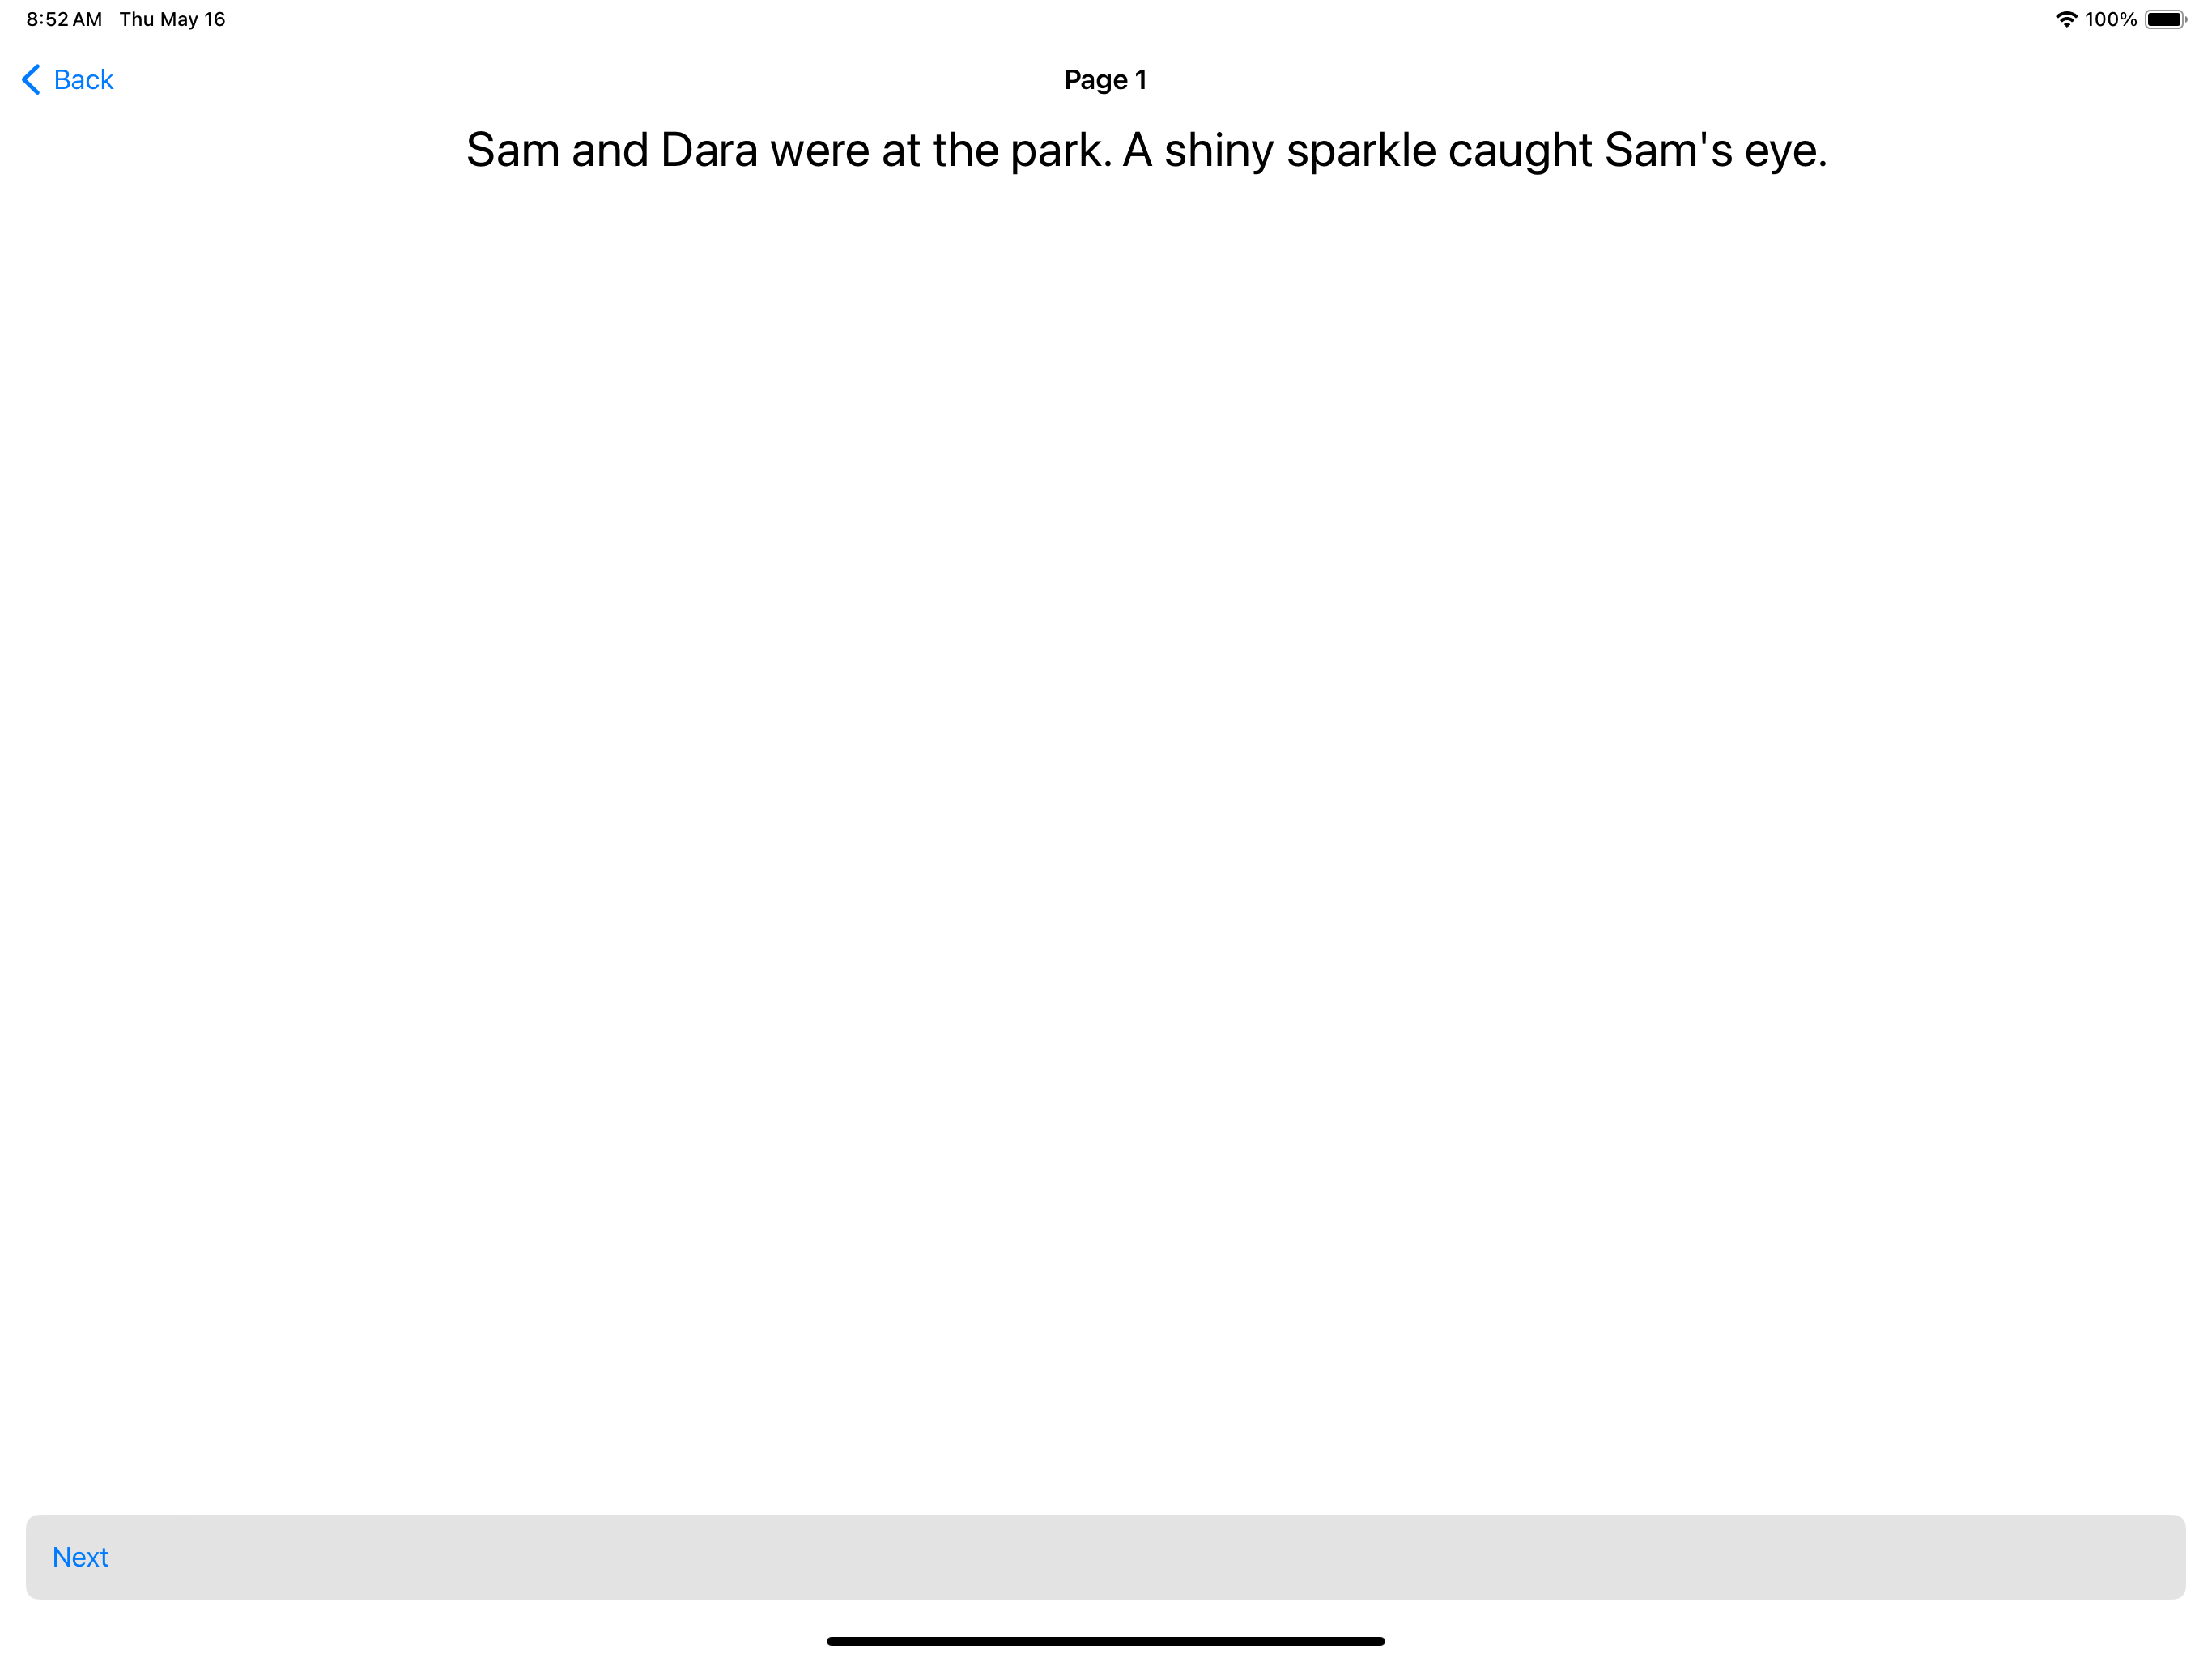 8:52 AM Thu May 16 100%
Back Page 1
Sam and Dara were at the park. A shiny sparkle caught Sam's eye.
Next